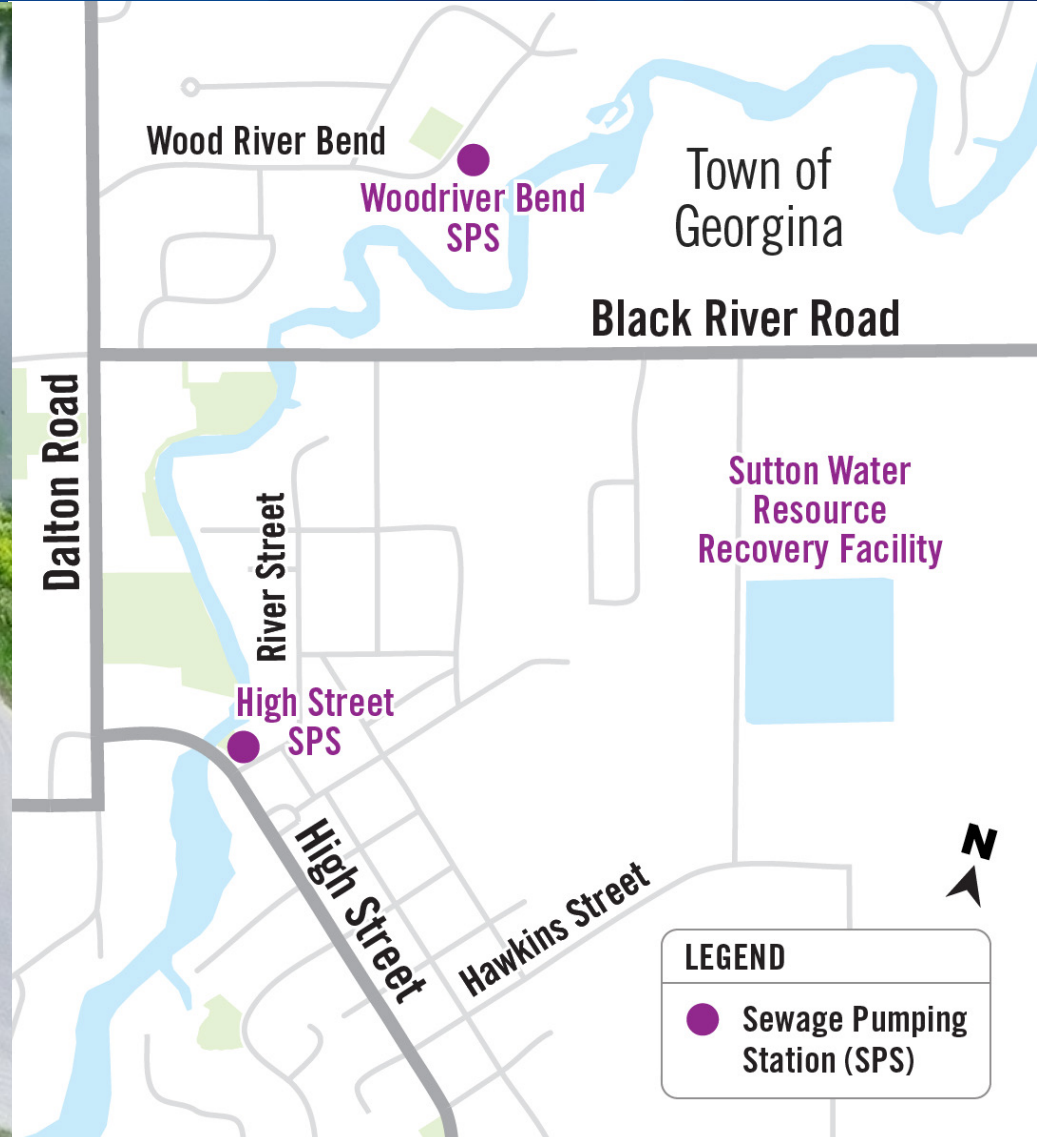 Wood River Bend
Woodriver Bend
SPS
Town of
Georgina
Black River Road
Dalton Road
Sutton Water
Resource
Recovery Facility
River Street
High Street
SPS
High Street
Hawkins Street
N
LEGEND
Sewage Pumping
Station (SPS)